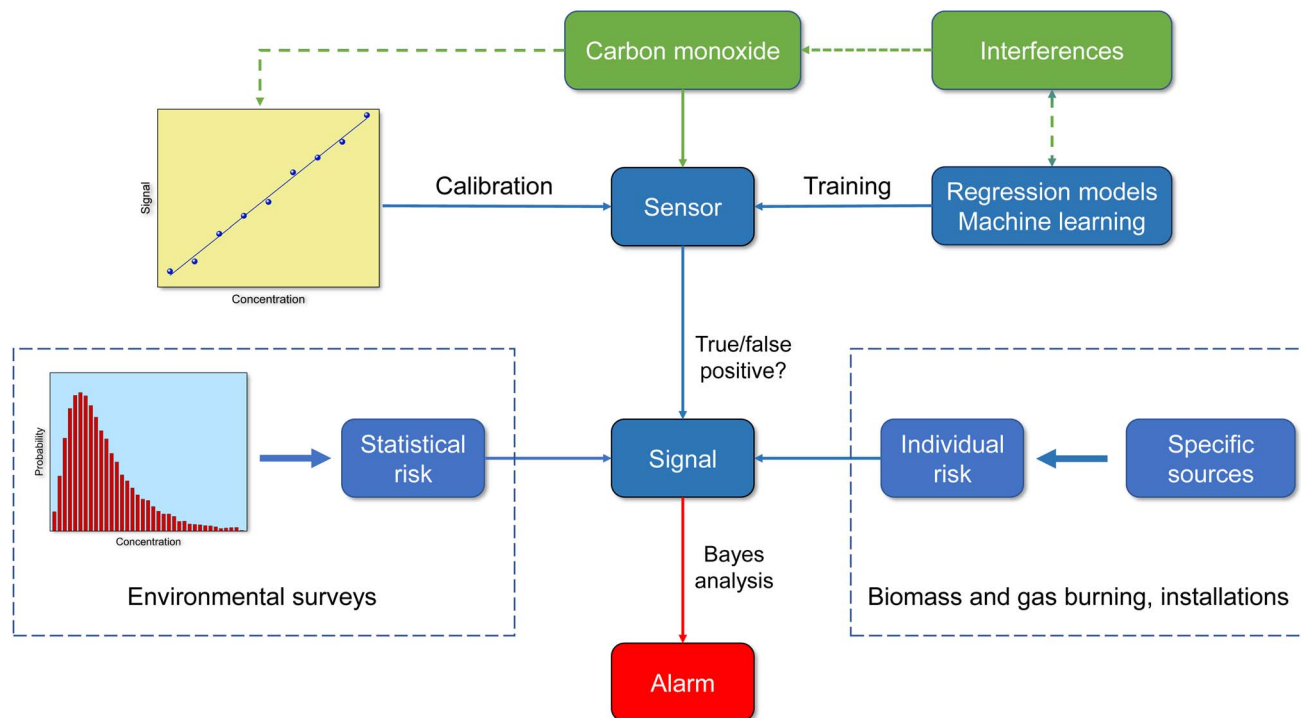 Carbon monoxide
Interferences
Signal
Concentration
Calibration
Sensor
Training
Regression models
Machine learning
True/false
positive?
Probability
Concentration
Statistical
risk
Environmental surveys
Signal
Individual
risk
Specific
sources
Biomass and gas burning, installations
Bayes
analysis
Alarm